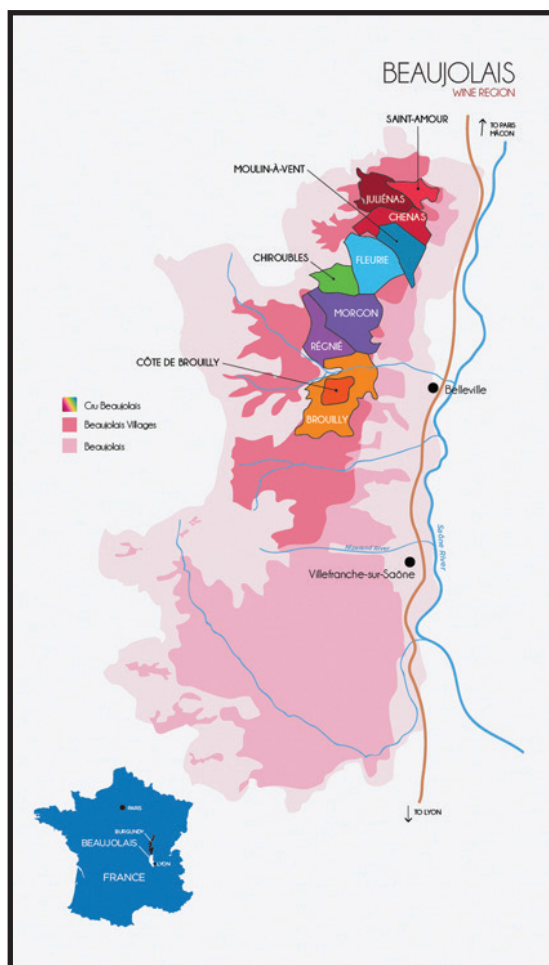 BEAUJOLAIS
WINE REGION
SAINT-AMOUR
TO PARIS
MÂCON
MOULIN-À-VENT
JULIÉNAS
CHENAS
CHIROUBLES
FLEURIE
MORGON
RÉGNIÉ
CÔTE DE BROUILLY
Belleville
BROUILLY
Cru Beaujolais
Beaujolais Villages
Beaujolais
Saône River
Villefranche-sur-Saône
TO LYON
PARIS
BURGUNDY
BEAUJOLAIS
LYON
FRANCE